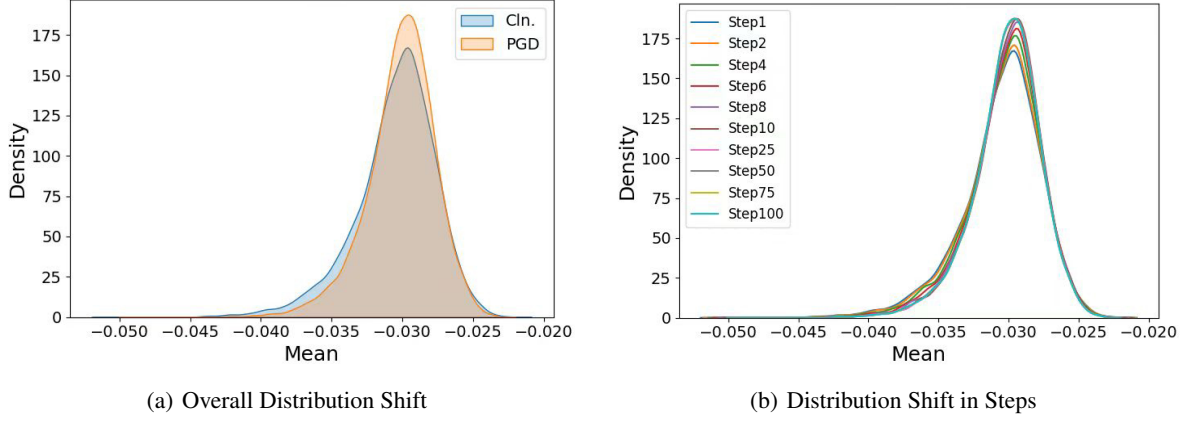 175
150
125
100
75
50
25
0
Density
Cln.
PGD
−0.050
−0.045
−0.040
−0.035
−0.030
−0.025
−0.020
Mean
(a) Overall Distribution Shift
175
150
125
100
75
50
25
0
Density
Step1
Step2
Step4
Step6
Step8
Step10
Step25
Step50
Step75
Step100
−0.050
−0.045
−0.040
−0.035
−0.030
−0.025
−0.020
Mean
(b) Distribution Shift in Steps